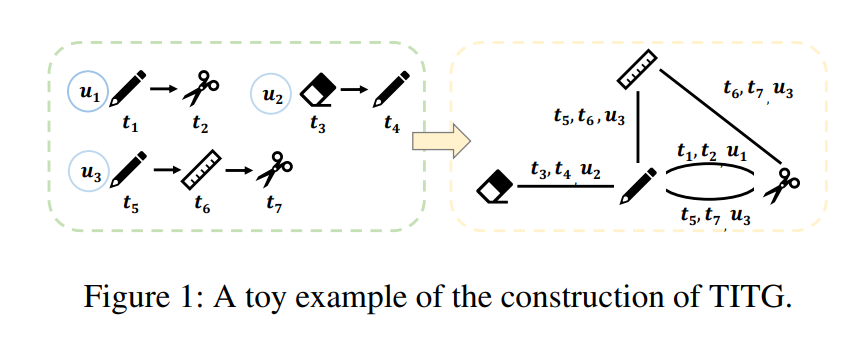 u1 t1 t2 u2 t3 t4
u3 t5 t6 t7
t6, t7, u3
t5, t6, u3
t1, t2, u1
t3, t4, u2
t5, t7, u3
Figure 1: A toy example of the construction of TITG.